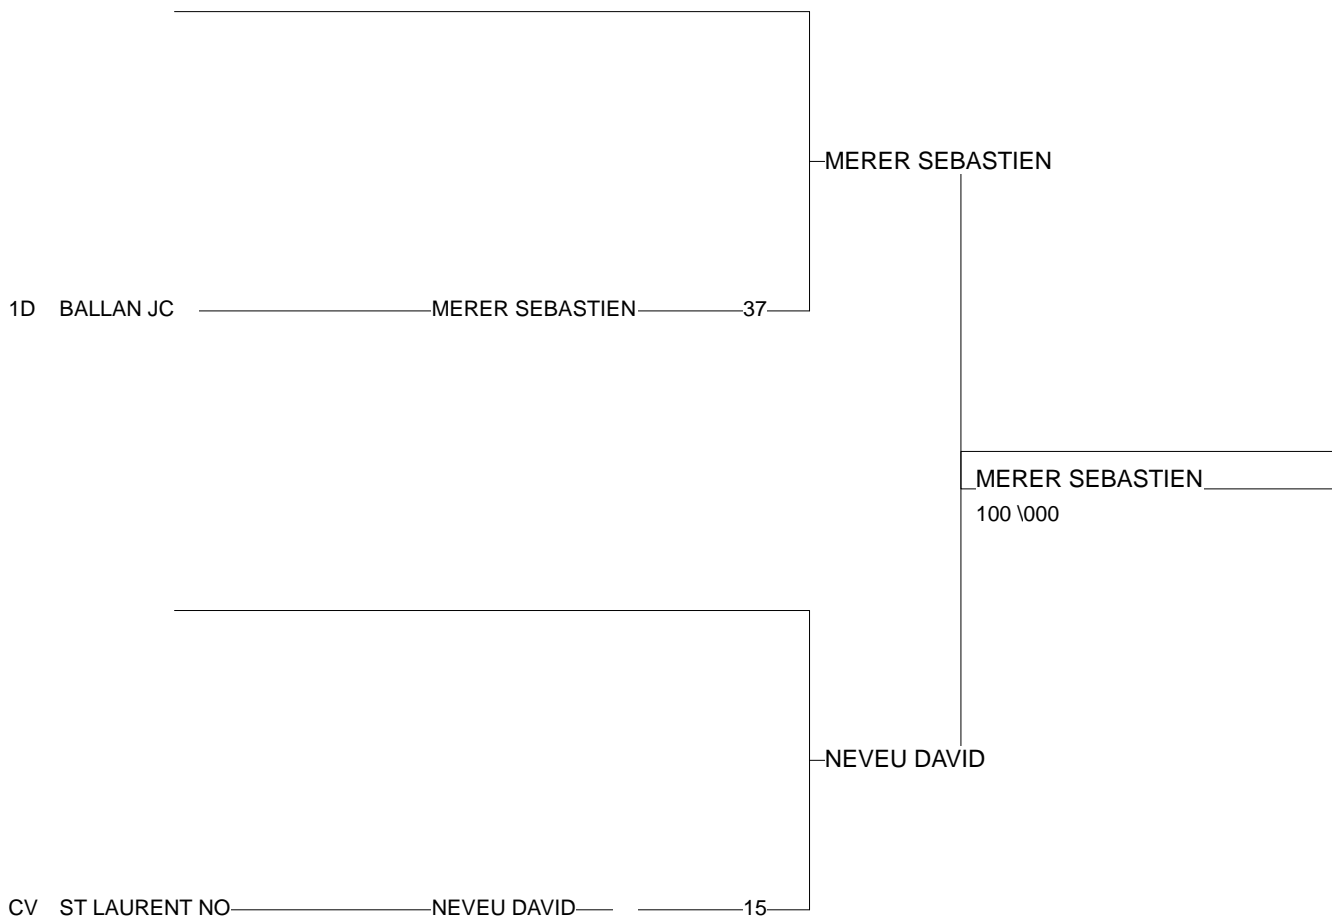 MERER SEBASTIEN
1D BALLAN JC MERER SEBASTIEN 37
MERER SEBASTIEN
100 \000
NEVEU DAVID
CV ST LAURENT NO NEVEU DAVID 15